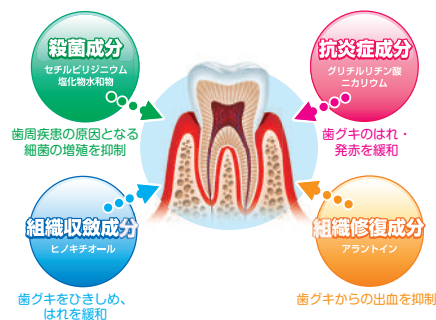 殺菌成分
セチルピリジニウム
塩化物水和物
歯周疾患の原因となる
細菌の増殖を抑制
抗炎症成分
グリチルリチン酸
ニカリウム
歯グキのはれ・
発赤を緩和
組織収斂成分
ヒノキチオール
歯グキをひきしめ、
はれを緩和
組織修復成分
アラントイン
歯グキからの出血を抑制